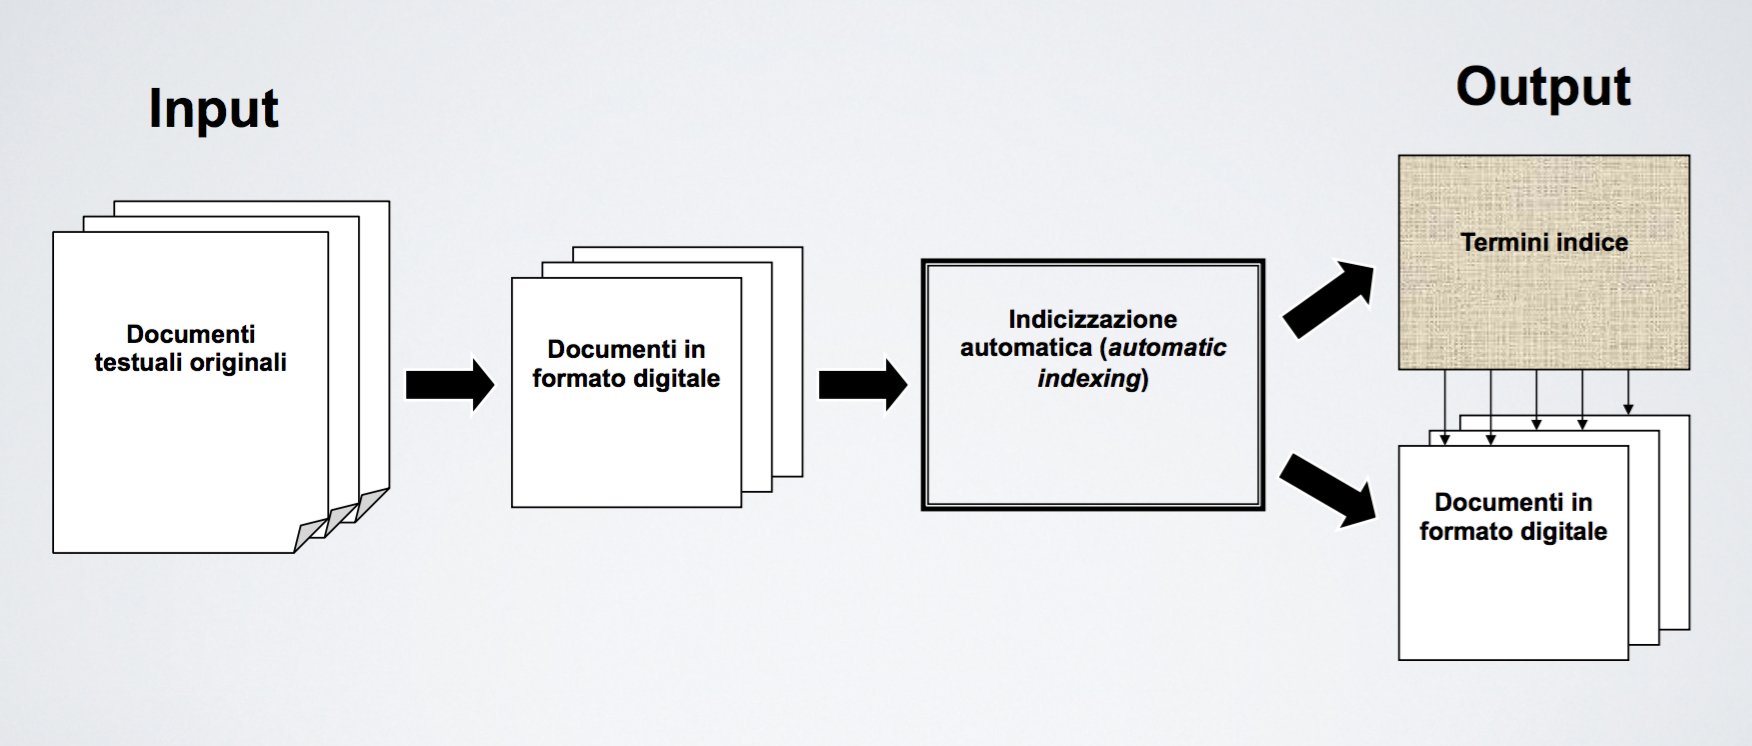 Input
Output
Documenti
testuali originali
Documenti in
formato digitale
Indicizzazione
automatica (automatic
indexing)
Termini indice
Documenti in
formato digitale